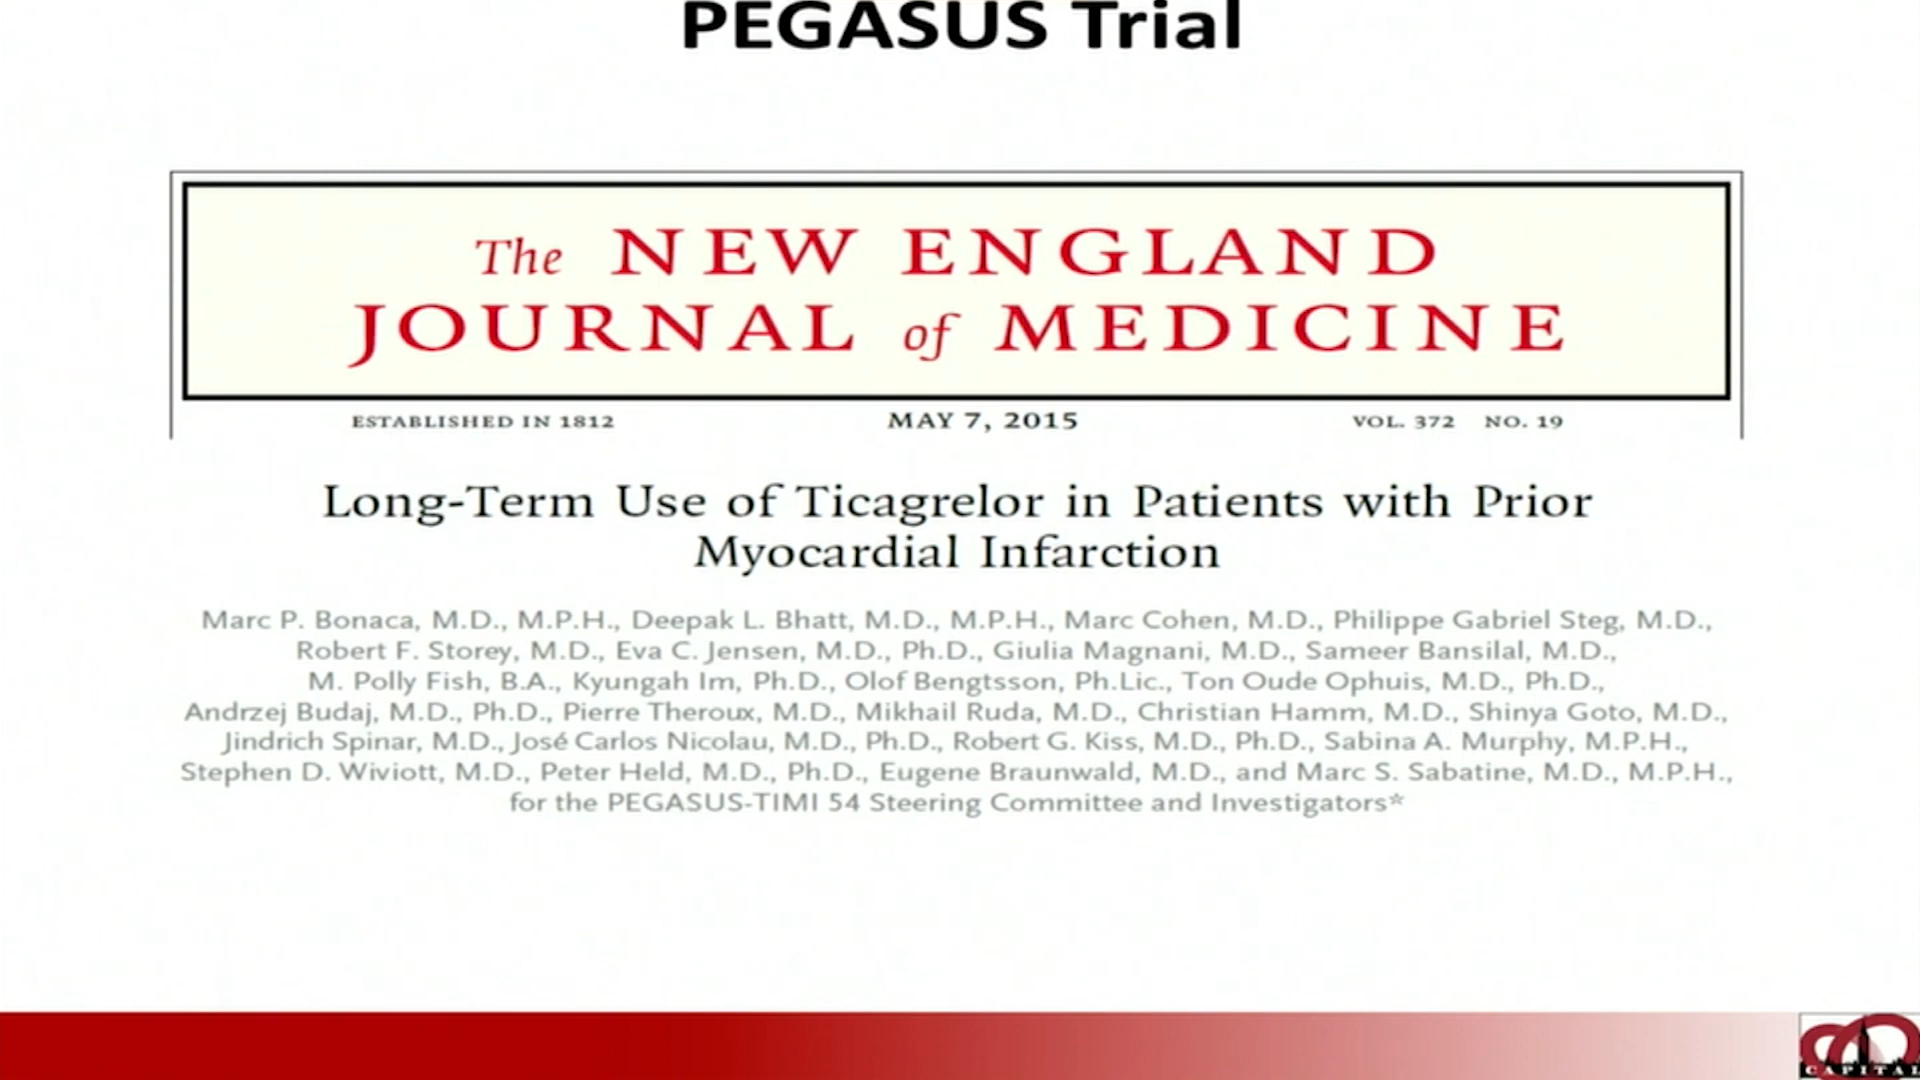 PEGASUS Trial
The NEW ENGLAND
JOURNAL of MEDICINE
ESTABLISHED IN 1812 MAY 7, 2015 VOL. 372 NO. 19
Long-Term Use of Ticagrelor in Patients with Prior
Myocardial Infarction
Marc P. Bonaca, M.D., M.P.H., Deepak L. Bhatt, M.D., M.P.H., Marc Cohen, M.D., Philippe Gabriel Steg, M.D.,
Robert F. Storey, M.D., Eva C. Jensen, M.D., Ph.D., Giulia Magnani, M.D., Sameer Bansilal, M.D.,
M. Polly Fish, B.A., Kyungah Im, Ph.D., Olof Bengtsson, Ph.Lic., Ton Oude Ophuis, M.D., Ph.D.,
Andrzej Budaj, M.D., Ph.D., Pierre Theroux, M.D., Mikhail Ruda, M.D., Christian Hamm, M.D., Shinya Goto, M.D.,
Jindrich Spinar, M.D., José Carlos Nicolau, M.D., Ph.D., Robert G. Kiss, M.D., Ph.D., Sabina A. Murphy, M.P.H.,
Stephen D. Wiviott, M.D., Peter Held, M.D., Ph.D., Eugene Braunwald, M.D., and Marc S. Sabatine, M.D., M.P.H.,
for the PEGASUS-TIMI 54 Steering Committee and Investigators*
CAPITAL